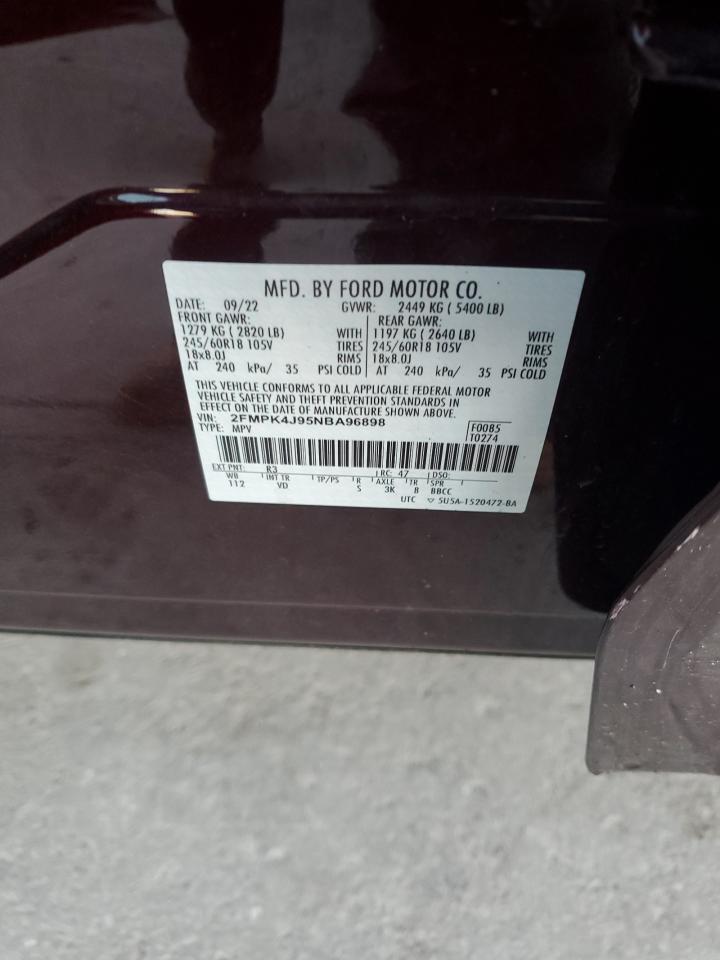 MFD. BY FORD MOTOR CO.
DATE: 09/22 GVWR: 2449 KG ( 5400 LB)
FRONT GAWR: REAR GAWR:
1279 KG ( 2820 LB) WITH 1197 KG ( 2640 LB) WITH
245/60R18 105V TIRES 245/60R18 105V TIRES
18x8.0J RIMS 18x8.0J RIMS
AT 240 kPa/ 35 PSI COLD AT 240 kPa/ 35 PSI COLD
THIS VEHICLE CONFORMS TO ALL APPLICABLE FEDERAL MOTOR
VEHICLE SAFETY AND THEFT PREVENTION STANDARDS IN
EFFECT ON THE DATE OF MANUFACTURE SHOWN ABOVE.
VIN: 2FMPK4J95NBA96898 F0085
TYPE: MPV T0274
EXT PNT: R3 RC: 47 DSO:
WB INT TR TP/PS R AXLE TR SPR
112 VD S 3K 8 BBCC
UTC ▽ 5U5A-1520472-BA